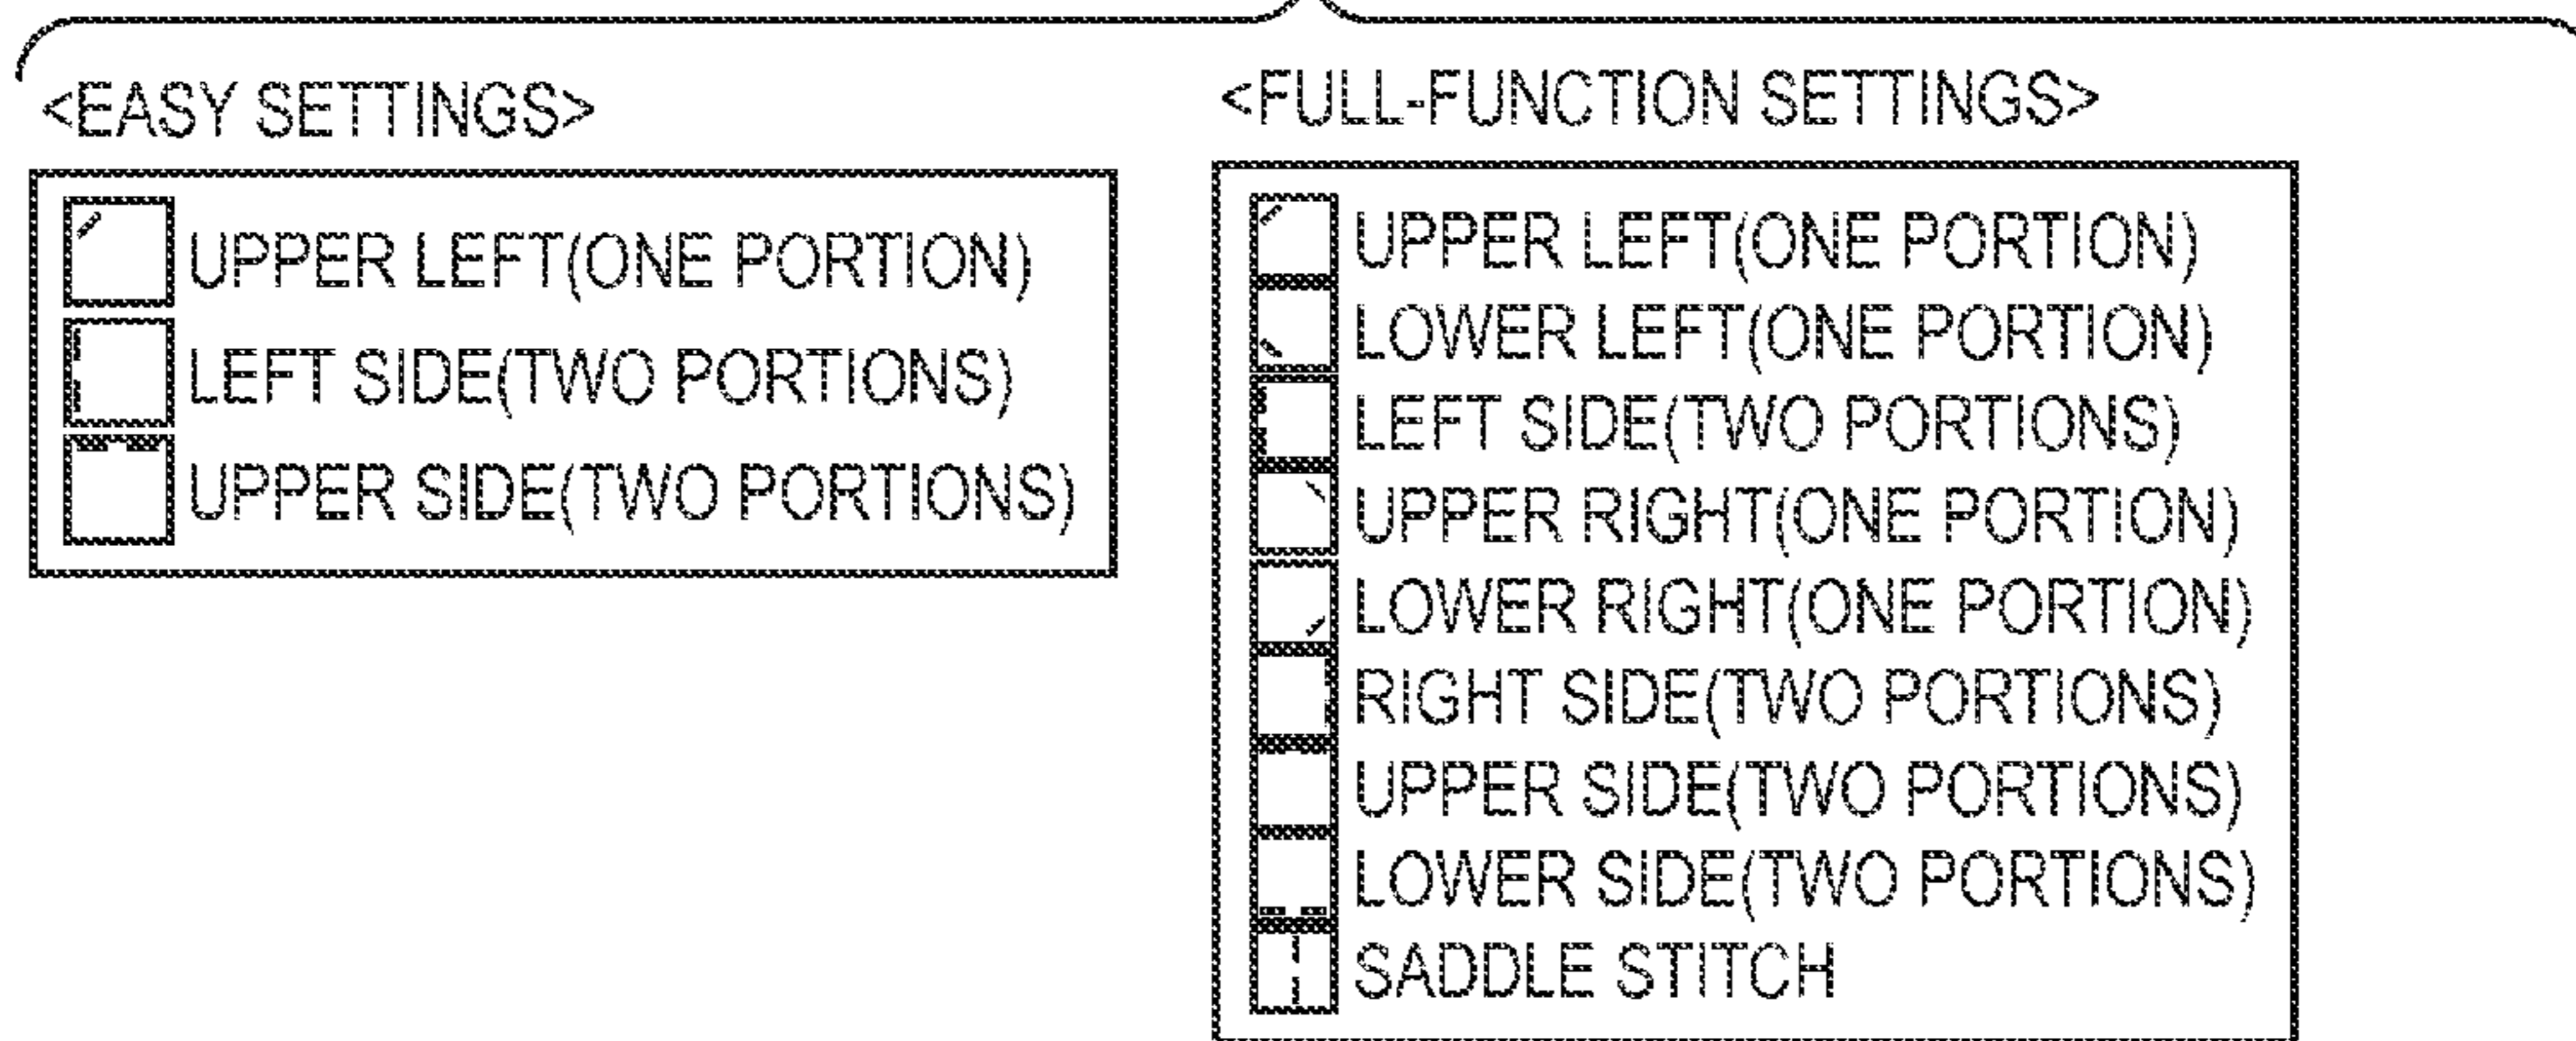 <EASY SETTINGS>
UPPER LEFT(ONE PORTION)
LEFT SIDE(TWO PORTIONS)
UPPER SIDE(TWO PORTIONS)
<FULL-FUNCTION SETTINGS>
UPPER LEFT(ONE PORTION)
LOWER LEFT(ONE PORTION)
LEFT SIDE(TWO PORTIONS)
UPPER RIGHT(ONE PORTION)
LOWER RIGHT(ONE PORTION)
RIGHT SIDE(TWO PORTIONS)
UPPER SIDE(TWO PORTIONS)
LOWER SIDE(TWO PORTIONS)
SADDLE STITCH